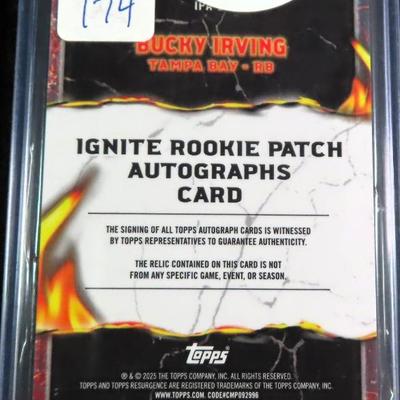 174
BUCKY IRVING
TAMPA BAY - RB
IGNITE ROOKIE PATCH
AUTOGRAPHS
CARD
THE SIGNING OF ALL TOPPS AUTOGRAPH CARDS IS WITNESSED
BY TOPPS REPRESENTATIVES TO GUARANTEE AUTHENTICITY.
THE RELIC CONTAINED ON THIS CARD IS NOT
FROM ANY SPECIFIC GAME, EVENT, OR SEASON.
topps
® & © 2025 THE TOPPS COMPANY, INC. ALL RIGHTS RESERVED.
TOPPS AND TOPPS RESURGENCE ARE REGISTERED TRADEMARKS OF THE TOPPS COMPANY, INC.
WWW.TOPPS.COM. CODE#CMP092996